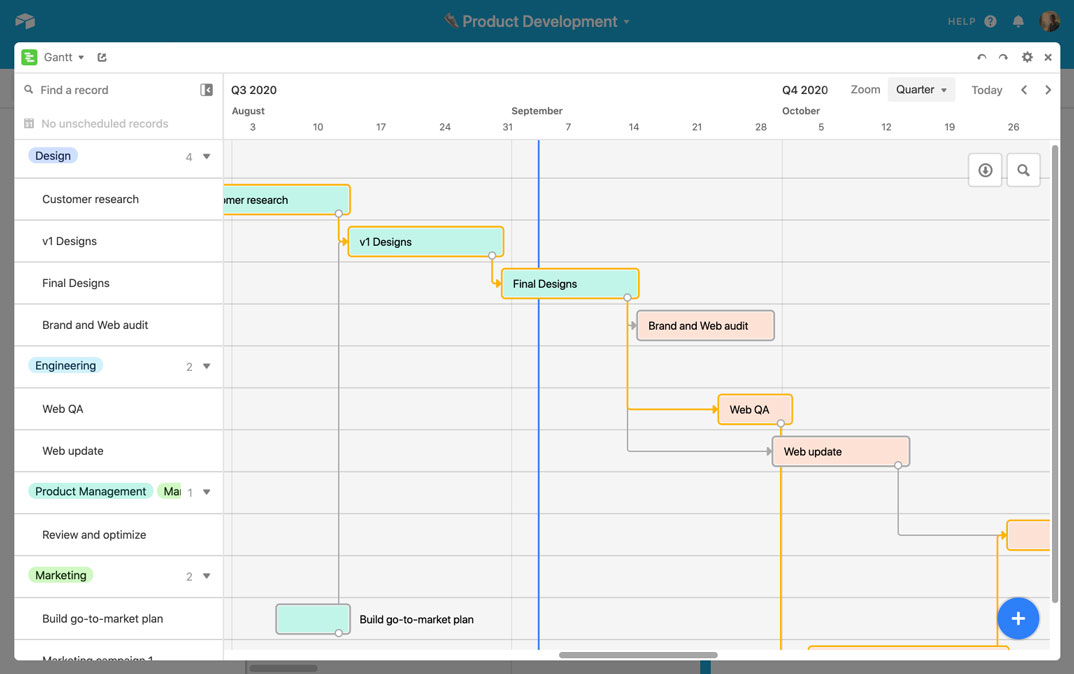 Product Development
HELP
Gantt
Find a record
No unscheduled records
Q3 2020
Q4 2020
Zoom
Quarter
Today
August
September
October
3 10 17 24 31 7 14 21 28 5 12 19 26
Design 4
Customer research
omer research
v1 Designs
v1 Designs
Final Designs
Final Designs
Brand and Web audit
Brand and Web audit
Engineering 2
Web QA
Web QA
Web update
Web update
Product Management Mar 1
Review and optimize
Marketing 2
Build go-to-market plan
Build go-to-market plan
Marketing campaign 1